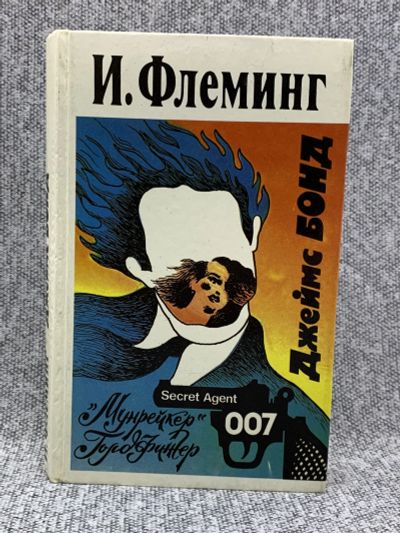 И. Флеминг
Джеймс БОНД
Secret Agent
007
„Мунрейкер“
Голдфингер